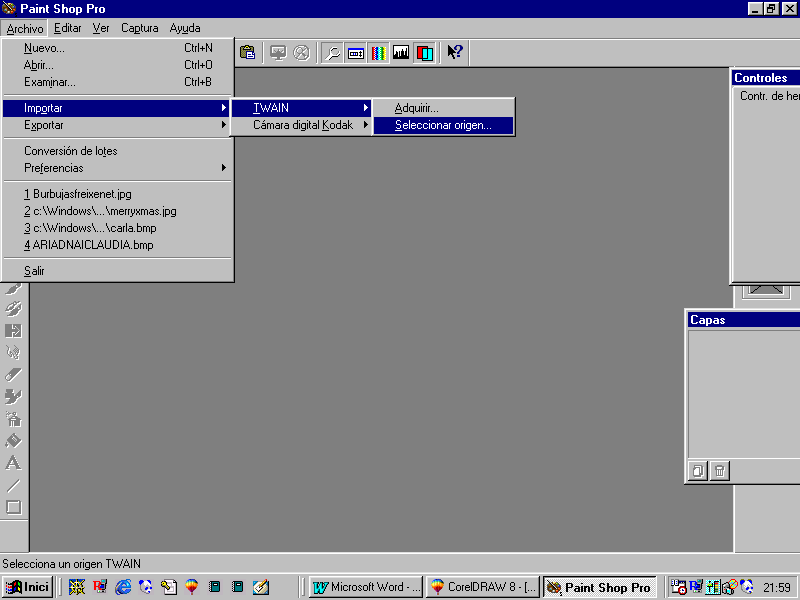 Paint Shop Pro
Archivo Editar Ver Captura Ayuda
Nuevo... Ctrl+N
Abrir... Ctrl+O
Examinar... Ctrl+B
Importar
Exportar
Conversión de lotes
Preferencias
1 Burbujasfreixenet.jpg
2 c:\Windows\...\merryxmas.jpg
3 c:\Windows\...\carla.bmp
4 ARIADNAICLAUDIA.bmp
Salir
TWAIN
Cámara digital Kodak
Adquirir...
Seleccionar origen...
Controles
Contr. de her
Capas
Selecciona un origen TWAIN
Inici
Microsoft Word - ...
CorelDRAW 8 - [...
Paint Shop Pro
21:59